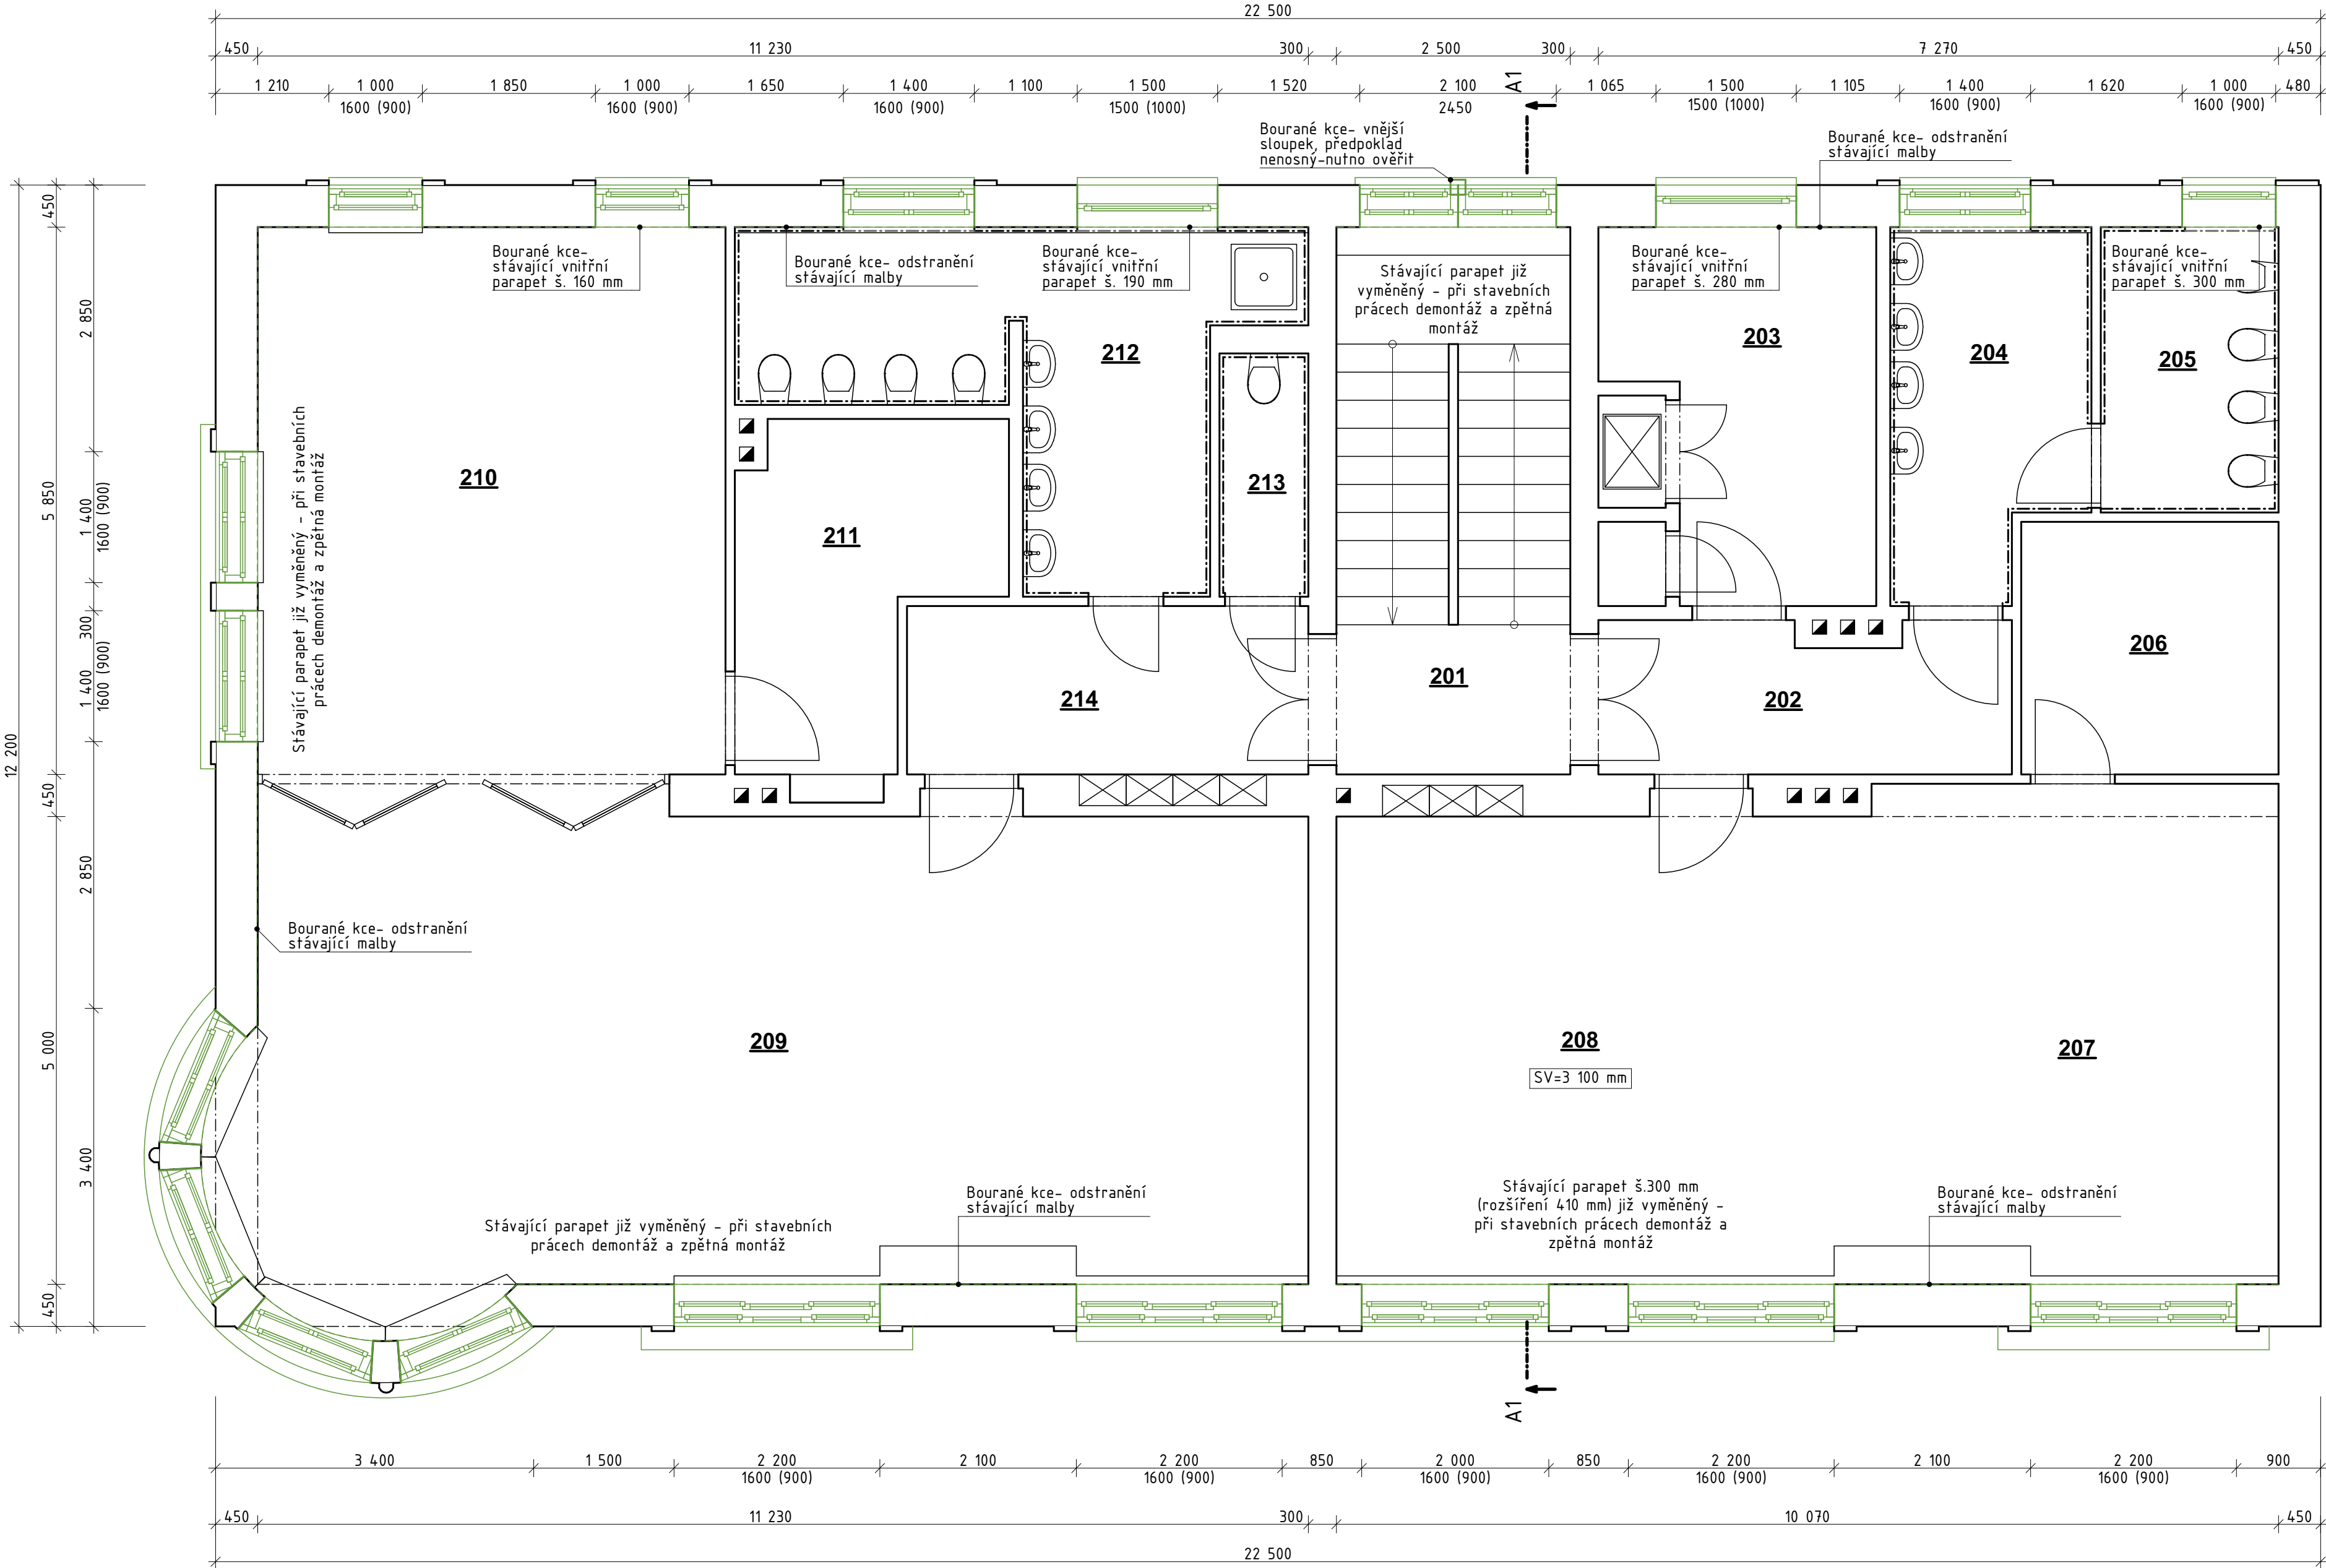 22 500
450 11 230 300 2 500 300 7 270 450
1 210 1 000 1 850 1 000 1 650 1 400 1 100 1 500 1 520 2 100 1 065 1 500 1 105 1 400 1 620 1 000 480
1600 (900) 1600 (900) 1600 (900) 1500 (1000) 2450 1500 (1000) 1600 (900) 1600 (900)
A1
Bourané kce- vnější
sloupek, předpoklad
nenosný-nutno ověřit
Bourané kce- odstranění
stávající malby
Bourané kce-
stávající vnitřní
parapet š. 160 mm
Bourané kce- odstranění
stávající malby
Bourané kce-
stávající vnitřní
parapet š. 190 mm
Stávající parapet již
vyměněný - při stavebních
prácech demontáž a zpětná
montáž
Bourané kce-
stávající vnitřní
parapet š. 280 mm
Bourané kce-
stávající vnitřní
parapet š. 300 mm
212
203
204
205
210
211
213
214
201
202
206
Stávající parapet již vyměněný - při stavebních
prácech demontáž a zpětná montáž
12 200
450
5 850
450
5 000
450
2 850
1 400
1600 (900)
300
1 400
1600 (900)
2 850
3 400
Bourané kce- odstranění
stávající malby
209
208
207
SV=3 100 mm
Stávající parapet již vyměněný - při stavebních
prácech demontáž a zpětná montáž
Bourané kce- odstranění
stávající malby
Stávající parapet š.300 mm
(rozšíření 410 mm) již vyměněný -
při stavebních prácech demontáž a
zpětná montáž
Bourané kce- odstranění
stávající malby
A1
3 400 1 500 2 200 2 100 2 200 850 2 000 850 2 200 2 100 2 200 900
1600 (900) 1600 (900) 1600 (900) 1600 (900) 1600 (900)
450 11 230 300 10 070 450
22 500